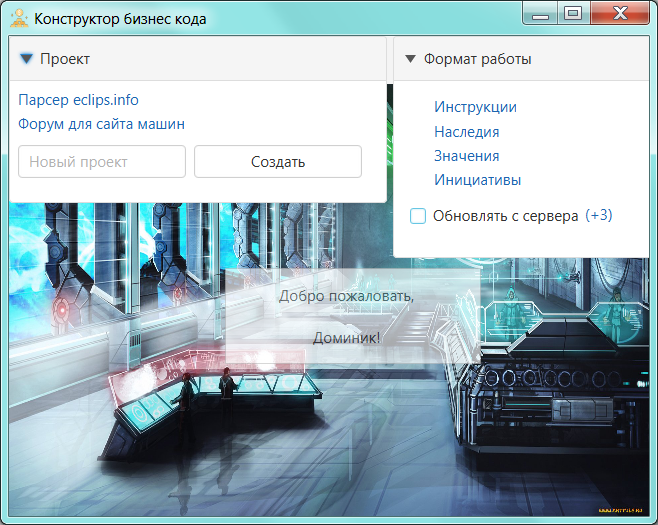 Конструктор бизнес кода
Проект
Парсер eclips.info
Форум для сайта машин
Новый проект
Создать
Формат работы
Инструкции
Наследия
Значения
Инициативы
Обновлять с сервера (+3)
Добро пожаловать,
Доминик!